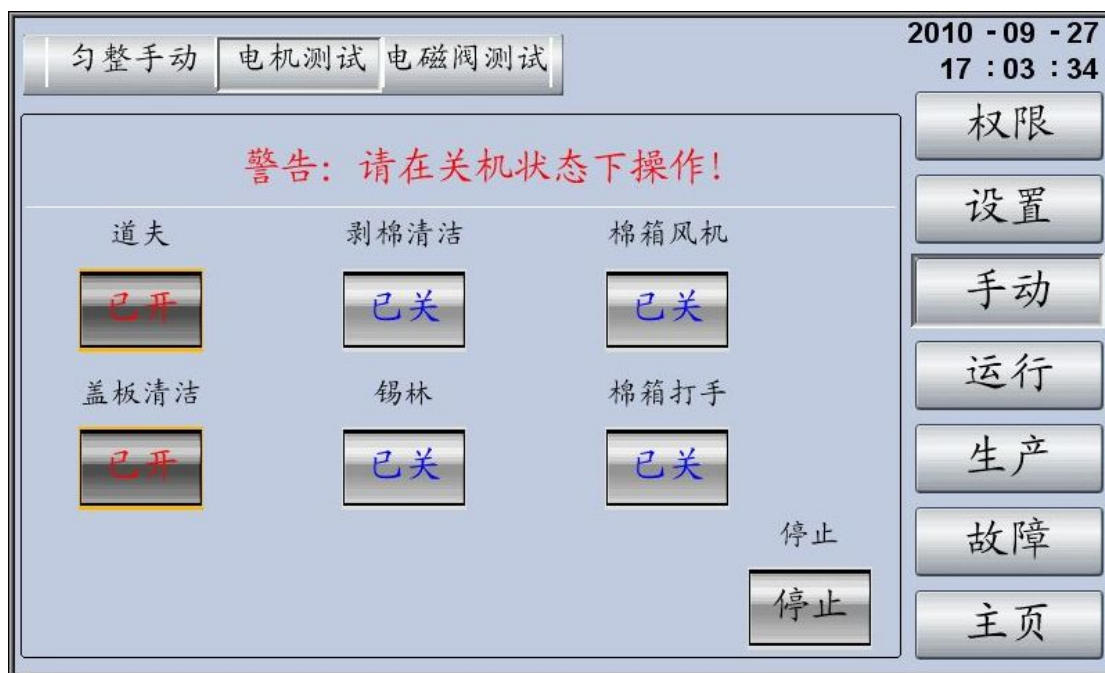 匀整手动 电机测试 电磁阀测试
2010 -09 -27
17 : 03 : 34
警告: 请在关机状态下操作!
道夫 剥棉清洁 棉箱风机
已开 已关 已关
盖板清洁 锡林 棉箱打手
已开 已关 已关
停止
停止
权限
设置
手动
运行
生产
故障
主页